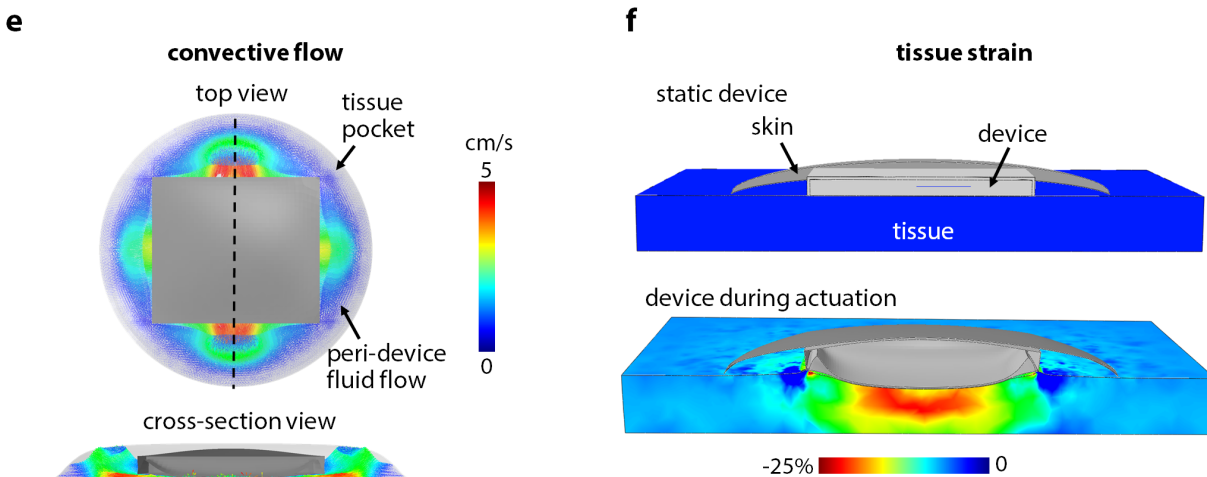 e
convective flow
top view
tissue
pocket
cm/s
5
0
peri-device
fluid flow
cross-section view
f
tissue strain
static device
skin
device
tissue
device during actuation
-25%
0